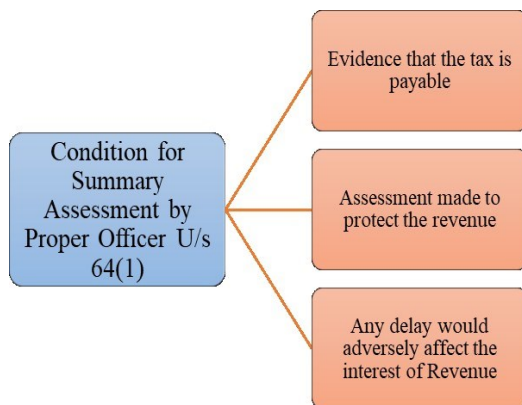 Condition for
Summary
Assessment by
Proper Officer U/s
64(1)
Evidence that the tax is
payable
Assessment made to
protect the revenue
Any delay would
adversely affect the
interest of Revenue